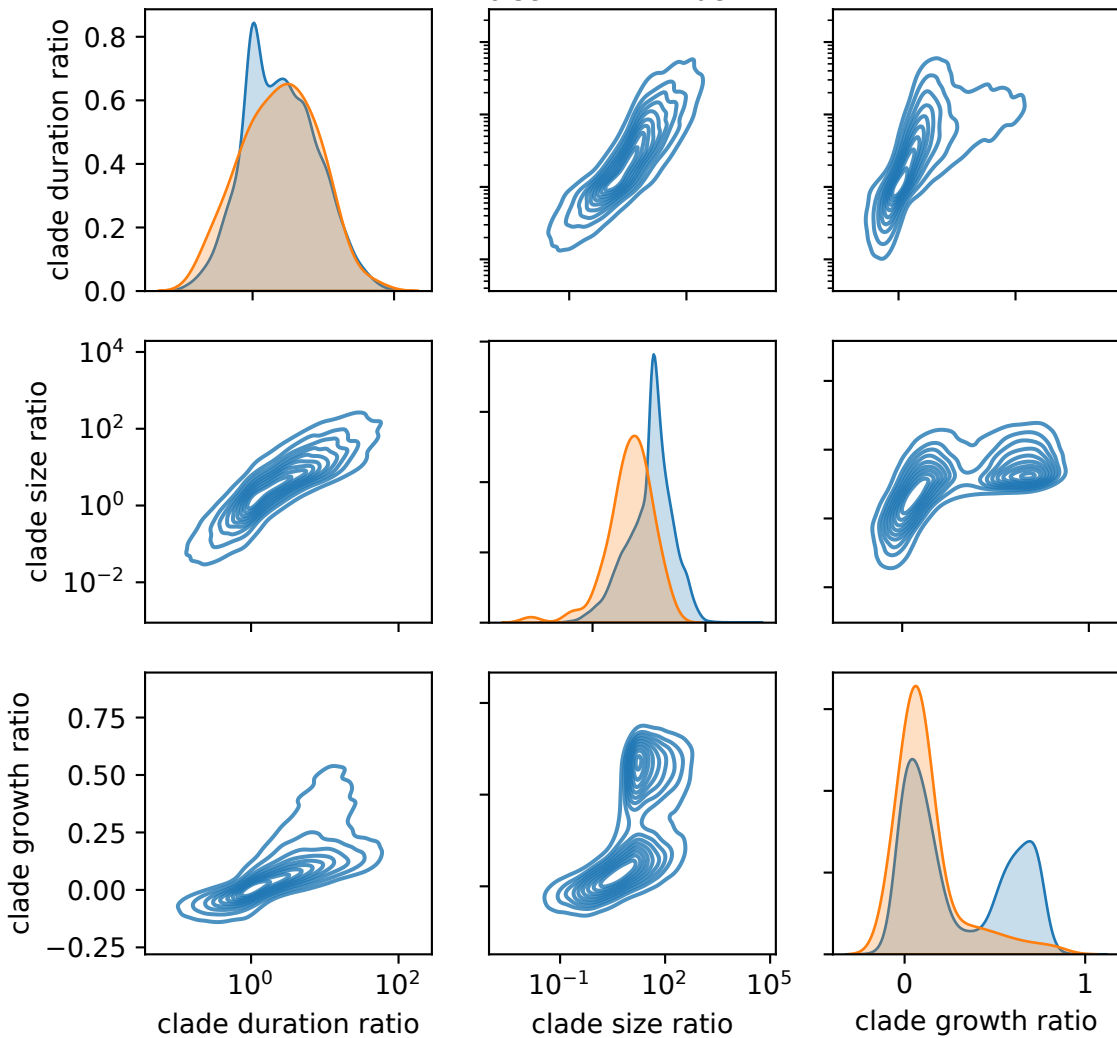 clade duration ratio
0.8
0.6
0.4
0.2
0.0
clade size ratio
10^4
10^2
10^0
10^−2
clade growth ratio
0.75
0.50
0.25
0.00
−0.25
10^0 10^2
10^−1 10^2 10^5
0 1
clade duration ratio
clade size ratio
clade growth ratio